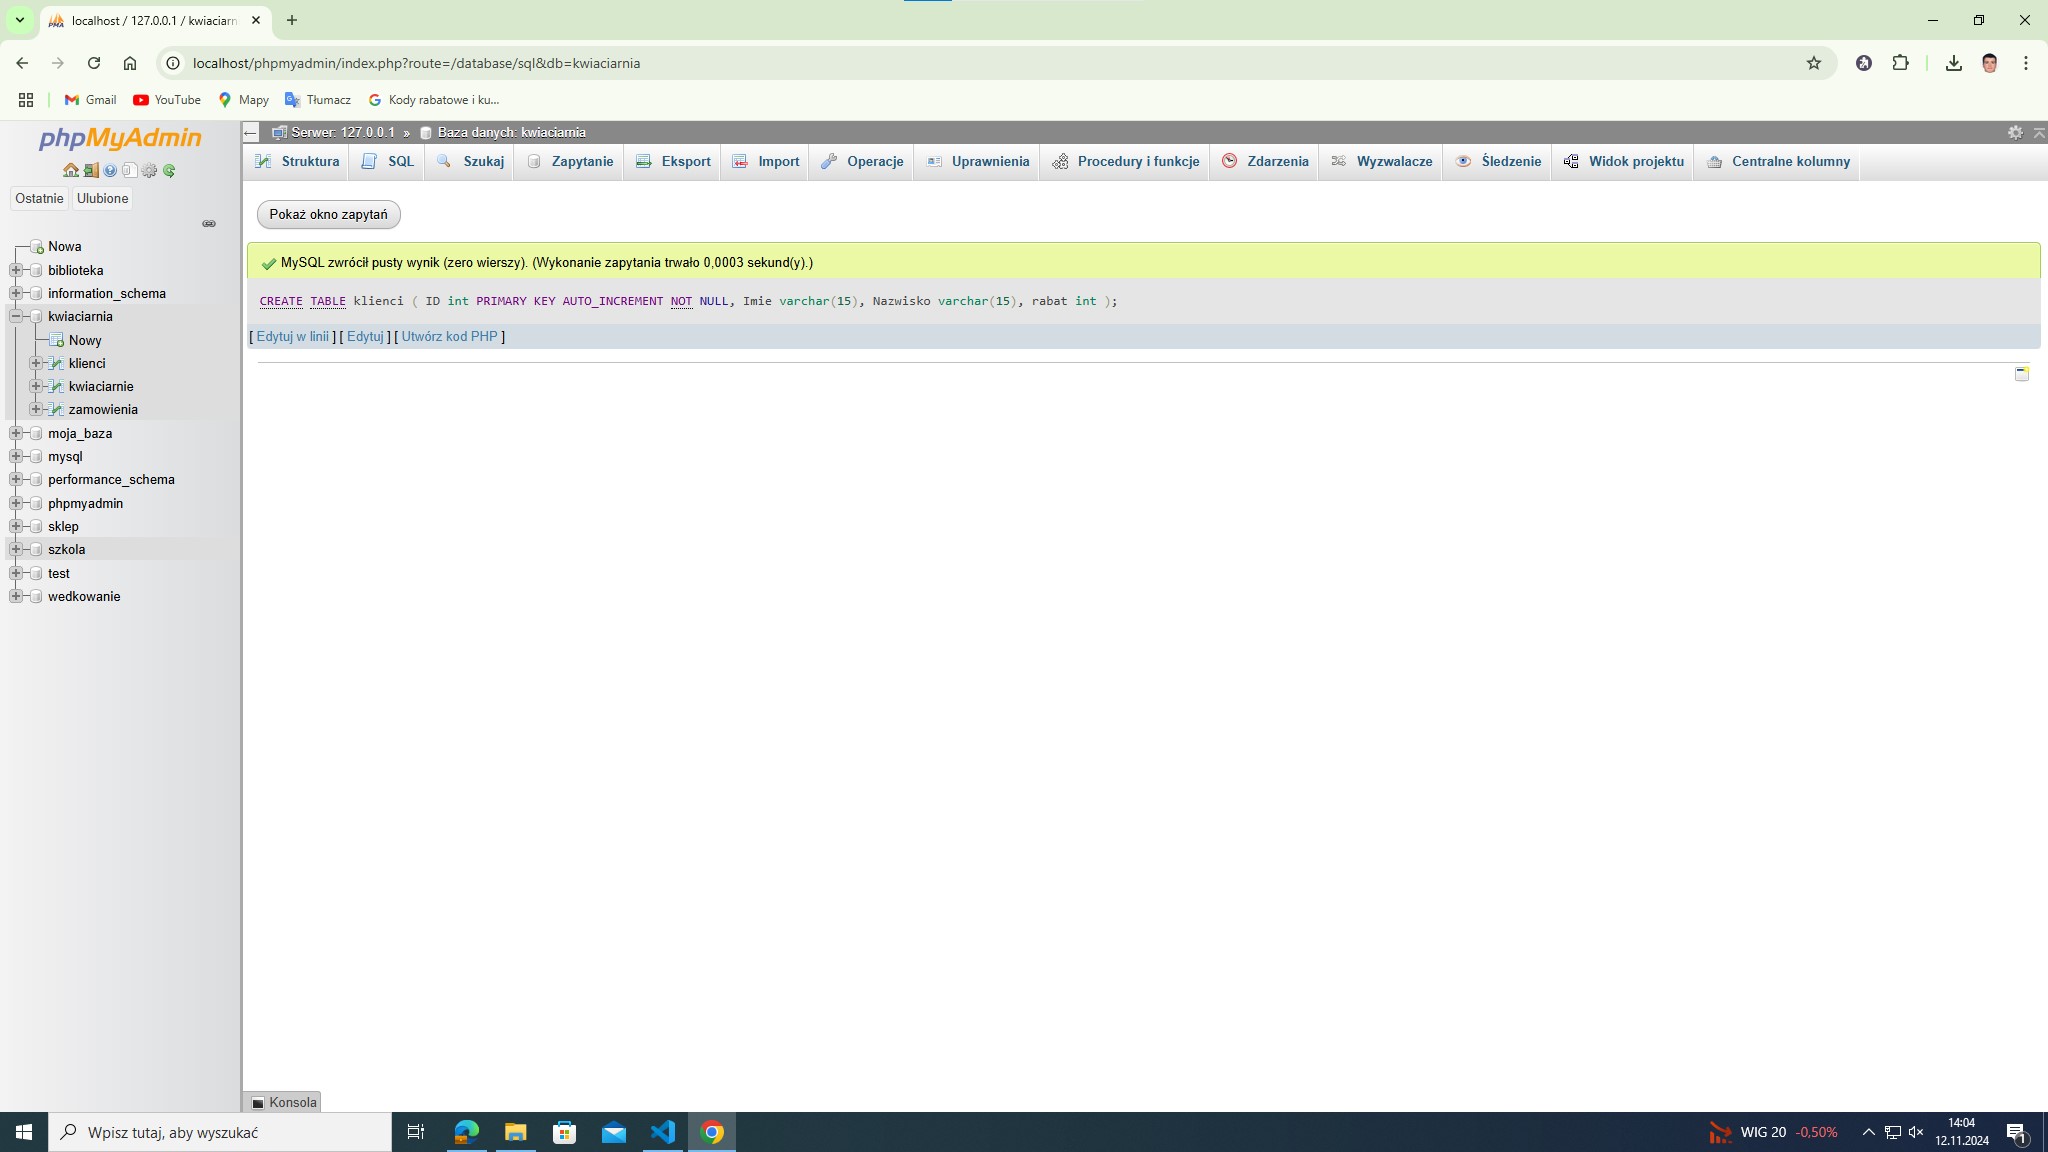 localhost / 127.0.0.1 / kwiaciarn
localhost/phpmyadmin/index.php?route=/database/sql&db=kwiaciarnia
Gmail YouTube Mapy Tłumacz Kody rabatowe i ku...
phpMyAdmin
Serwer: 127.0.0.1 » Baza danych: kwiaciarnia
Struktura SQL Szukaj Zapytanie Eksport Import Operacje Uprawnienia Procedury i funkcje Zdarzenia Wyzwalacze Śledzenie Widok projektu Centralne kolumny
Ostatnie Ulubione
Nowa
biblioteka
information_schema
kwiaciarnia
Nowy
klienci
kwiaciarnie
zamowienia
moja_baza
mysql
performance_schema
phpmyadmin
sklep
szkola
test
wedkowanie
Pokaż okno zapytań
MySQL zwrócił pusty wynik (zero wierszy). (Wykonanie zapytania trwało 0,0003 sekund(y).)
CREATE TABLE klienci ( ID int PRIMARY KEY AUTO_INCREMENT NOT NULL, Imie varchar(15), Nazwisko varchar(15), rabat int );
[ Edytuj w linii ] [ Edytuj ] [ Utwórz kod PHP ]
Konsola
Wpisz tutaj, aby wyszukać
WIG 20 -0,50%
14:04
12.11.2024
1